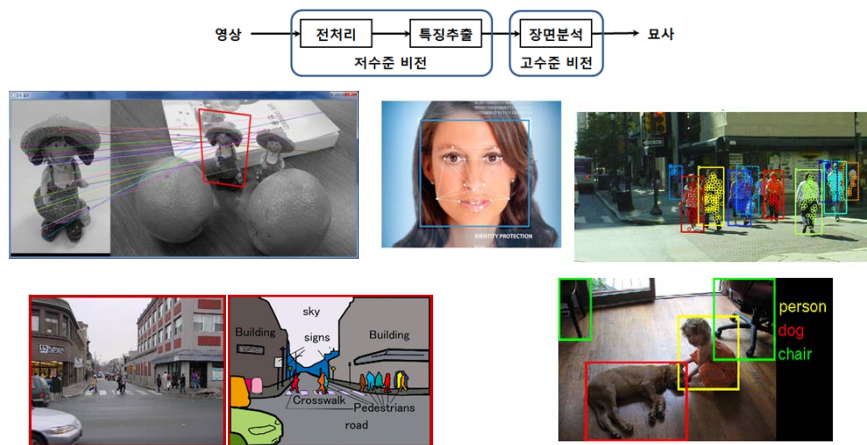 영상
전처리
특징추출
장면분석
묘사
저수준 비전
고수준 비전
IDENTITY PROTECTION
sky
Building
signs
Building
Crosswalk
Pedestrians
road
person
dog
chair